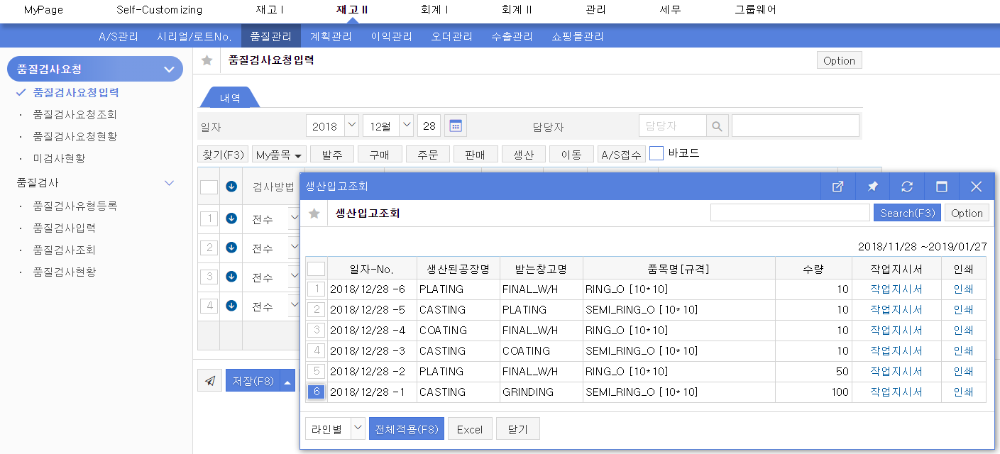 MyPage Self-Customizing 재고 I 재고 II 회계 I 회계 II 관리 세무 그룹웨어
A/S관리 시리얼/로트No. 품질관리 계획관리 이익관리 오더관리 수출관리 쇼핑몰관리
품질검사요청
품질검사요청입력
품질검사요청조회
품질검사요청현황
미검사현황
품질검사
품질검사유형등록
품질검사입력
품질검사조회
품질검사현황
품질검사요청입력 Option
내역
일자 2018 12월 28 담당자 담당자
찾기(F3) My품목 발주 구매 주문 판매 생산 이동 A/S접수 바코드
검사방법
1 전수
2 전수
3 전수
4 전수
저장(F8)
생산입고조회
생산입고조회 Search(F3) Option
2018/11/28 ~2019/01/27
일자-No. 생산된공장명 받는창고명 품목명[규격] 수량 작업지시서 인쇄
1 2018/12/28 -6 PLATING FINAL_W/H RING_O [10*10] 10 작업지시서 인쇄
2 2018/12/28 -5 CASTING PLATING SEMI_RING_O [10*10] 10 작업지시서 인쇄
3 2018/12/28 -4 COATING FINAL_W/H RING_O [10*10] 10 작업지시서 인쇄
4 2018/12/28 -3 CASTING COATING SEMI_RING_O [10*10] 10 작업지시서 인쇄
5 2018/12/28 -2 PLATING FINAL_W/H RING_O [10*10] 50 작업지시서 인쇄
6 2018/12/28 -1 CASTING GRINDING SEMI_RING_O [10*10] 100 작업지시서 인쇄
라인별 전체적용(F8) Excel 닫기